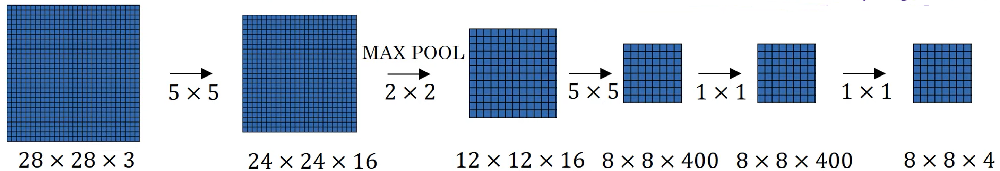 MAX POOL
5 × 5
2 × 2
5 × 5
1 × 1
1 × 1
28 × 28 × 3
24 × 24 × 16
12 × 12 × 16
8 × 8 × 400
8 × 8 × 400
8 × 8 × 4